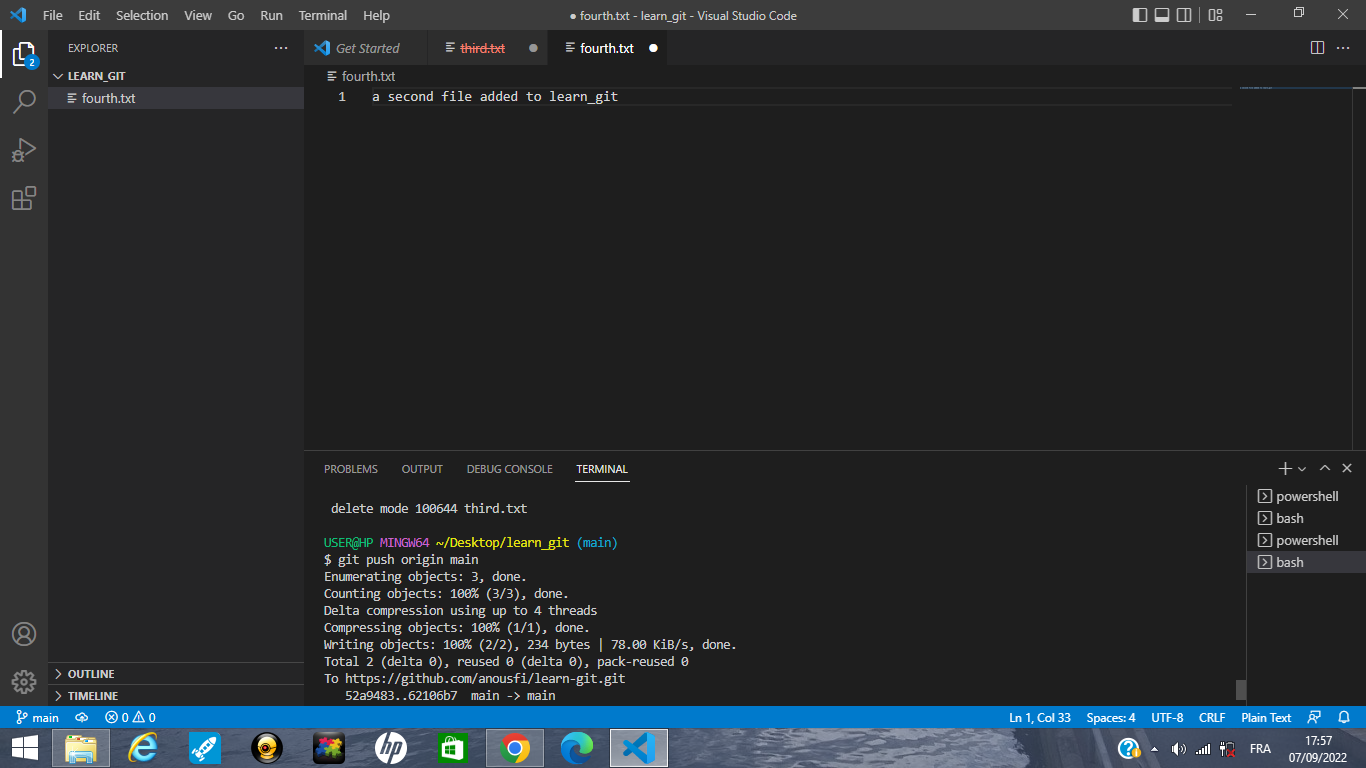 File Edit Selection View Go Run Terminal Help
● fourth.txt - learn_git - Visual Studio Code
EXPLORER
LEARN_GIT
fourth.txt
2
Get Started
third.txt
fourth.txt
fourth.txt
1 a second file added to learn_git
PROBLEMS OUTPUT DEBUG CONSOLE TERMINAL
delete mode 100644 third.txt
USER@HP MINGW64 ~/Desktop/learn_git (main)
$ git push origin main
Enumerating objects: 3, done.
Counting objects: 100% (3/3), done.
Delta compression using up to 4 threads
Compressing objects: 100% (1/1), done.
Writing objects: 100% (2/2), 234 bytes | 78.00 KiB/s, done.
Total 2 (delta 0), reused 0 (delta 0), pack-reused 0
To https://github.com/anousfi/learn-git.git
52a9483..62106b7 main -> main
powershell
bash
powershell
bash
OUTLINE
TIMELINE
main
0 0
Ln 1, Col 33 Spaces: 4 UTF-8 CRLF Plain Text
hp
FRA
17:57
07/09/2022